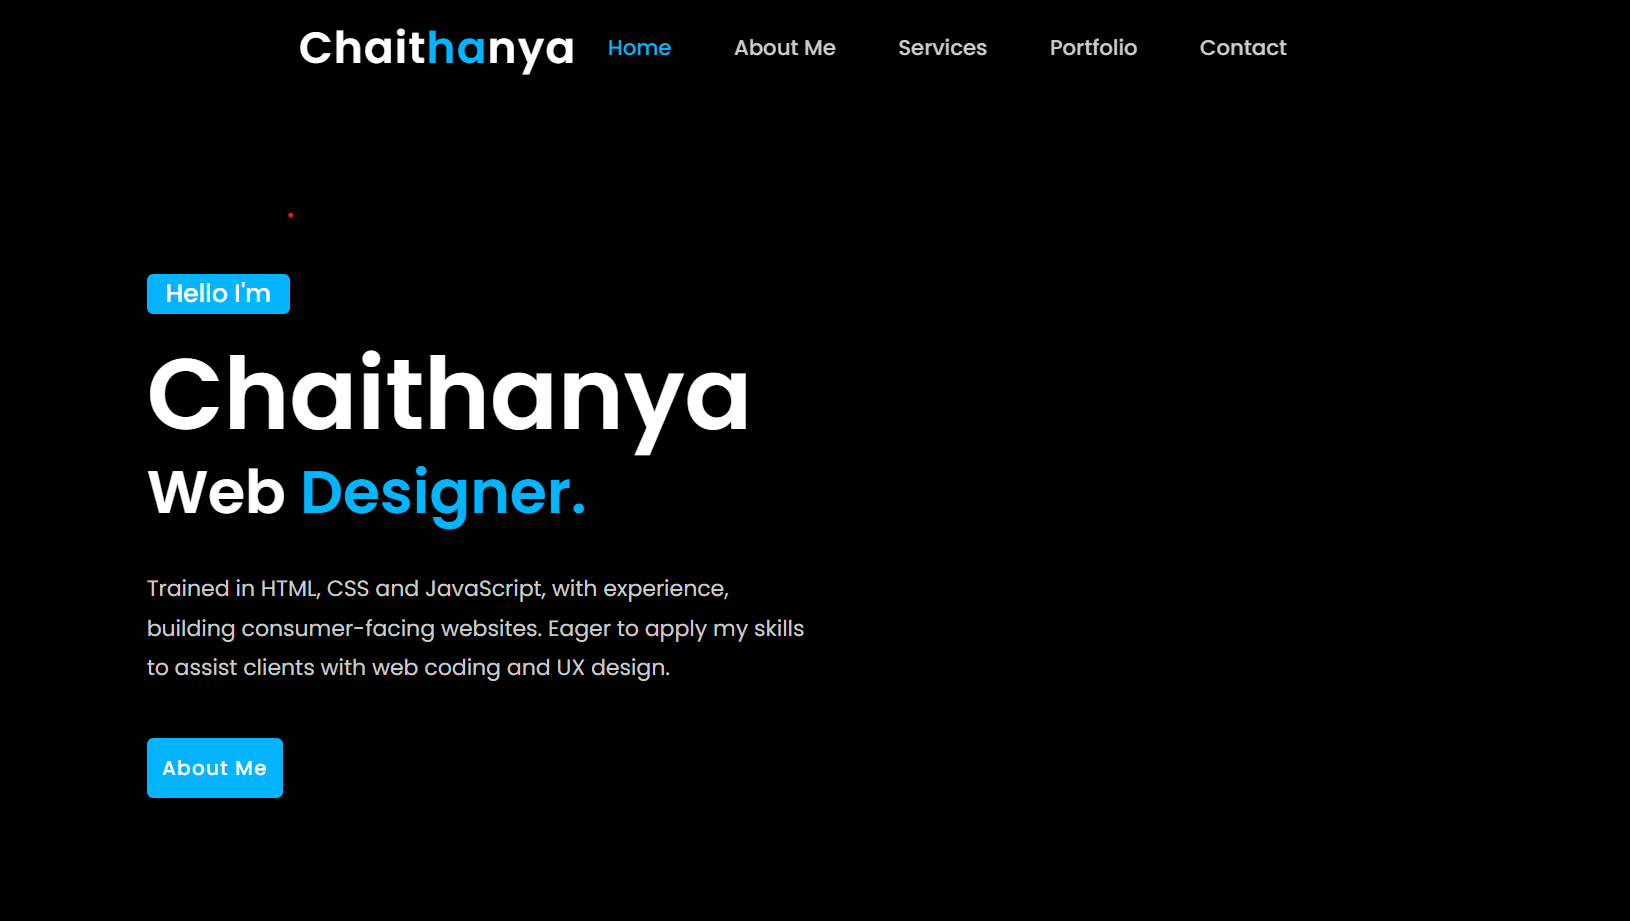 Chaithanya Home About Me Services Portfolio Contact
Hello I'm
Chaithanya
Web Designer.
Trained in HTML, CSS and JavaScript, with experience,
building consumer-facing websites. Eager to apply my skills
to assist clients with web coding and UX design.
About Me